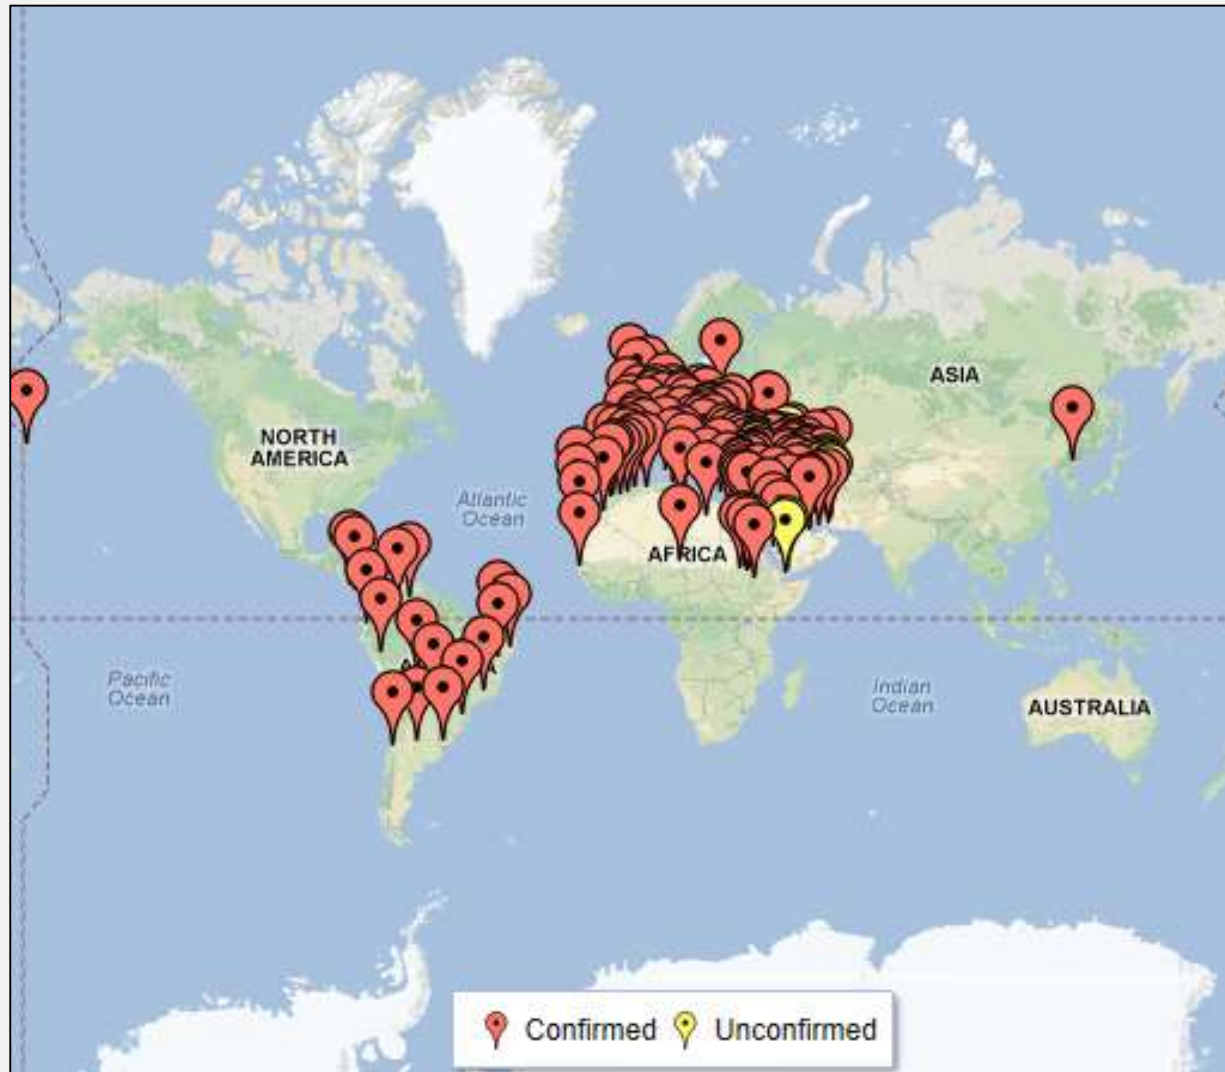 ASIA
NORTH
AMERICA
Atlantic
Ocean
AFRICA
Pacific
Ocean
Indian
Ocean
AUSTRALIA
Confirmed Unconfirmed